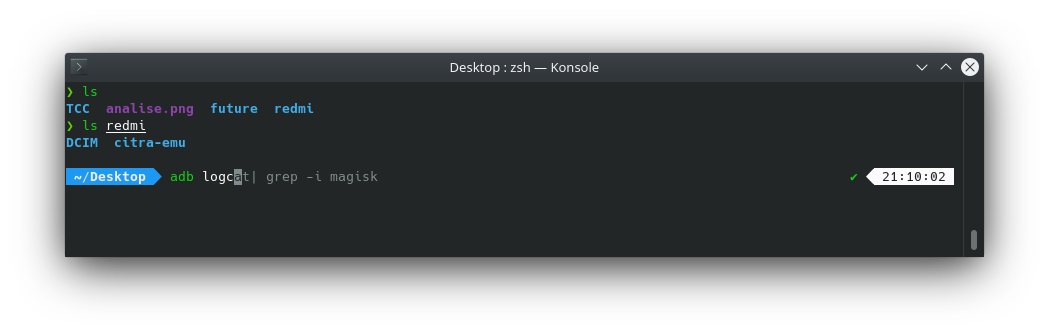 Desktop : zsh — Konsole
❯ ls
TCC analise.png future redmi
❯ ls redmi
DCIM citra-emu
~/Desktop adb logcat| grep -i magisk ✔ 21:10:02